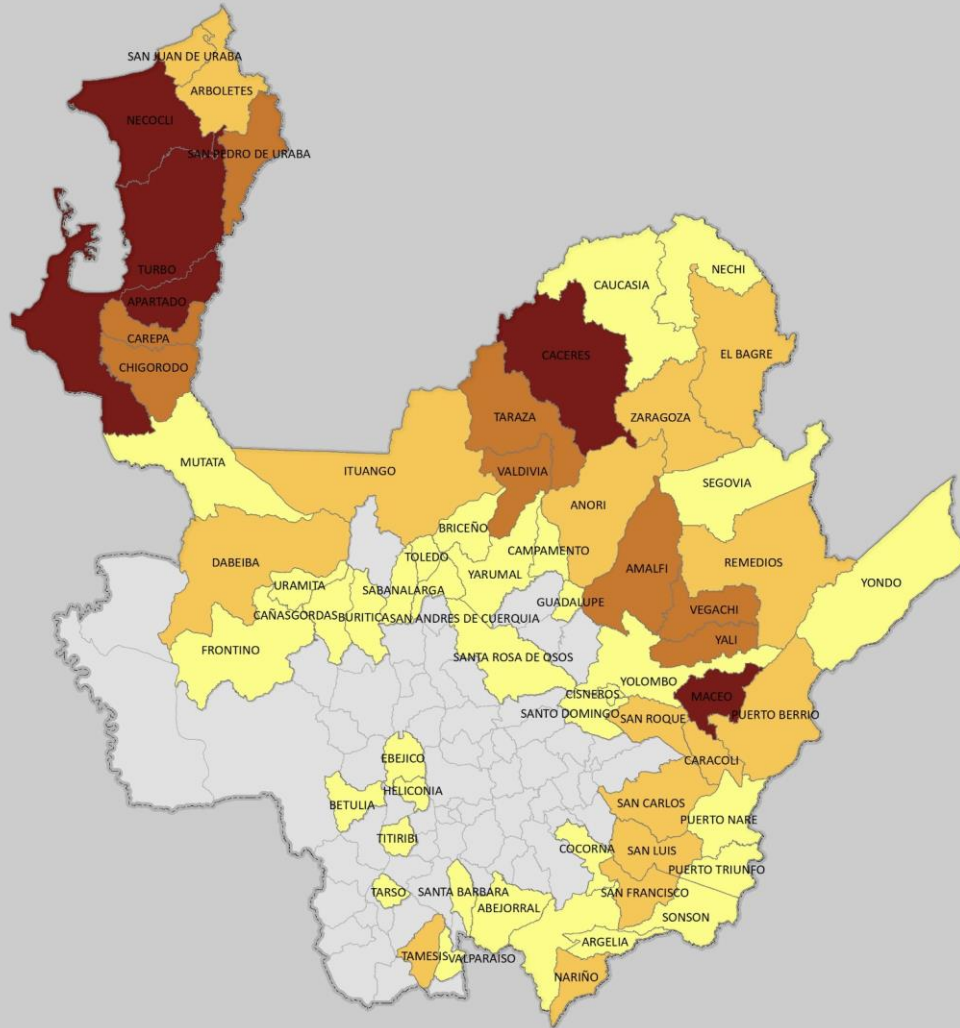 SAN JUAN DE URABA
ARBOLETES
NECOCLI
SAN PEDRO DE URABA
TURBO
APARTADO
CAREPA
CHIGORODO
MUTATA
CAUCASIA
NECHI
CACERES
EL BAGRE
TARAZA
ZARAGOZA
ITUANGO
VALDIVIA
SEGOVIA
ANORI
BRICEÑO
DABEIBA
TOLEDO
CAMPAMENTO
AMALFI
REMEDIOS
YARUMAL
YONDO
URAMITA
SABANALARGA
GUADALUPE
VEGACHI
CAÑASGORDAS
BURITICA
SAN ANDRES DE CUERQUIA
YALI
FRONTINO
SANTA ROSA DE OSOS
YOLOMBO
CISNEROS
MACEO
SANTO DOMINGO
SAN ROQUE
PUERTO BERRIO
EBEJICO
CARACOLI
HELICONIA
BETULIA
SAN CARLOS
PUERTO NARE
TITIRIBI
COCORNA
SAN LUIS
PUERTO TRIUNFO
TARSO
SANTA BARBARA
SAN FRANCISCO
ABEJORRAL
SONSON
ARGELIA
TAMESIS
VALPARAISO
NARIÑO